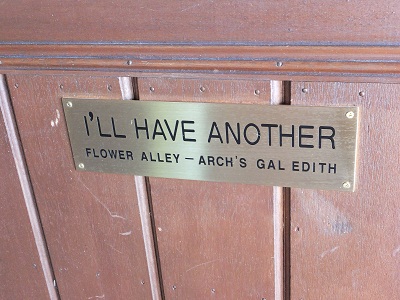 I'LL HAVE ANOTHER
FLOWER ALLEY – ARCH'S GAL EDITH